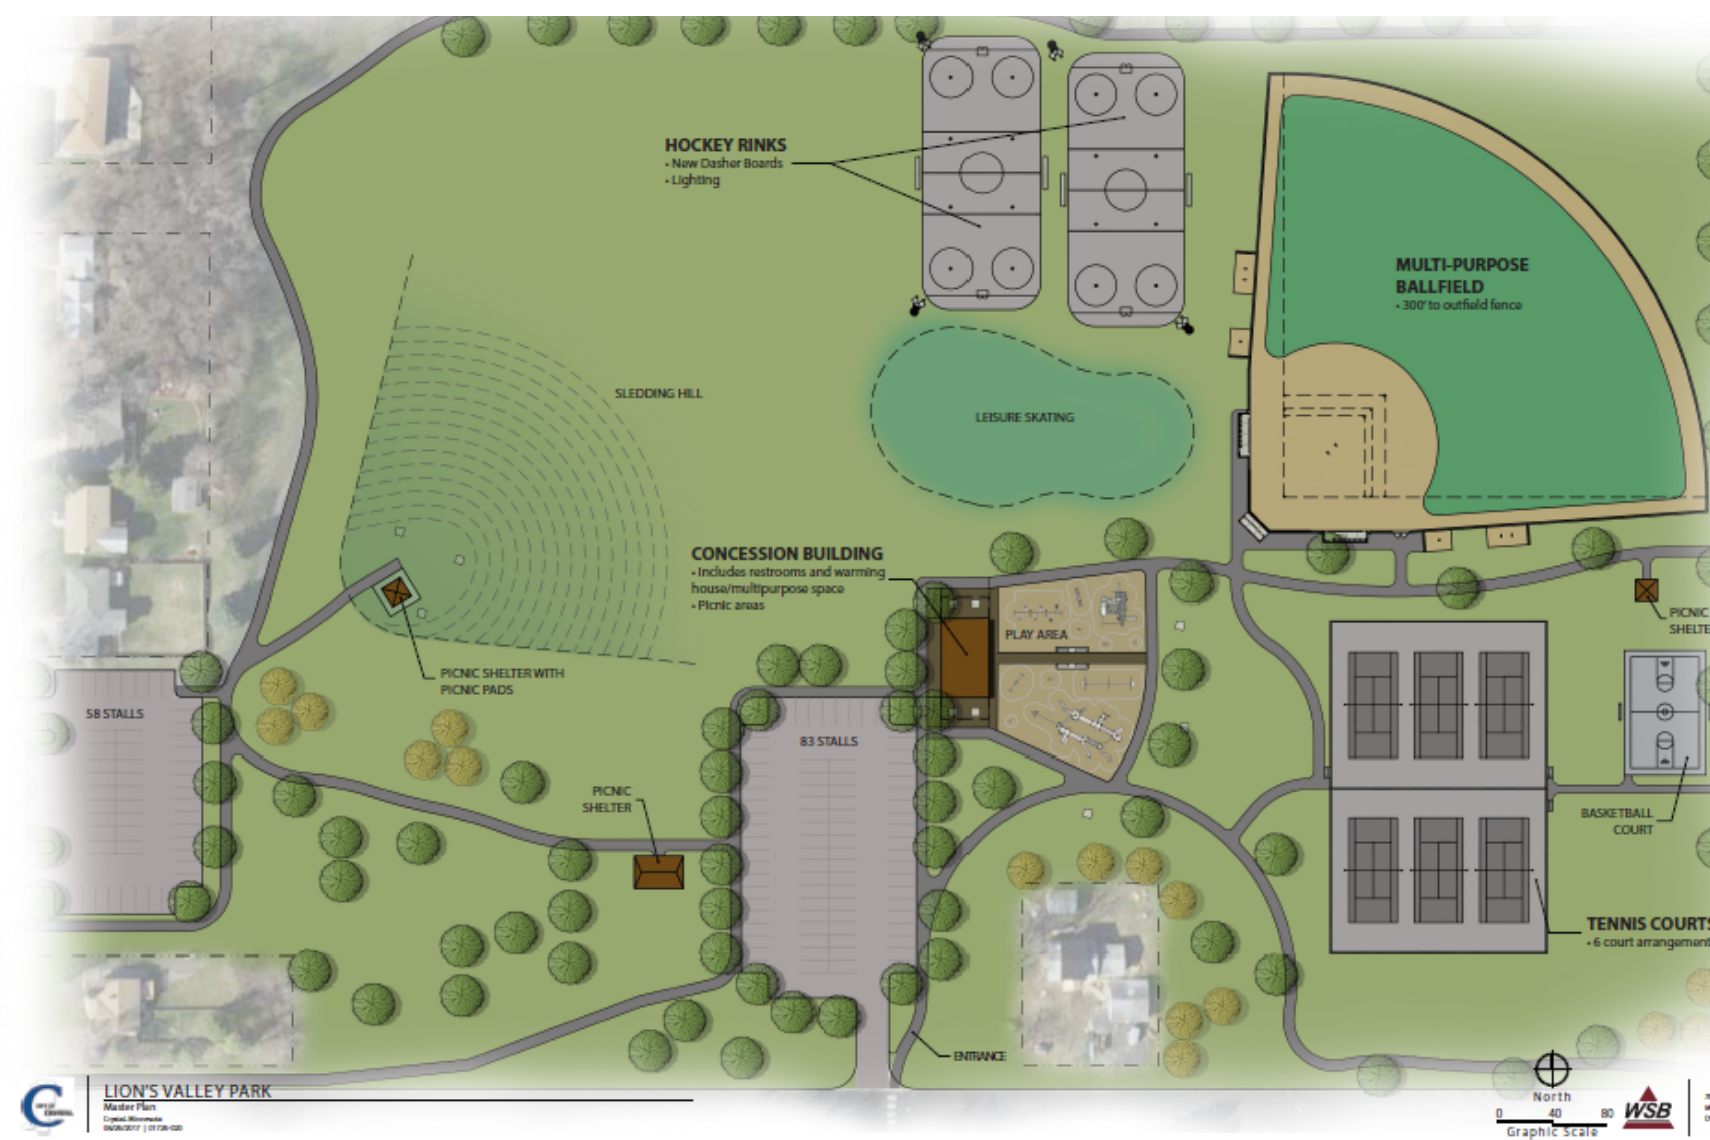 HOCKEY RINKS
• New Dasher Boards
• Lighting
MULTI-PURPOSE
BALLFIELD
• 300' to outfield fence
SLEDDING HILL
LEISURE SKATING
CONCESSION BUILDING
• Includes restrooms and warming
house/multipurpose space
• Picnic areas
PLAY AREA
PICNIC
SHELTE
PICNIC SHELTER WITH
PICNIC PADS
58 STALLS
83 STALLS
PICNIC
SHELTER
BASKETBALL
COURT
TENNIS COURTS
• 6 court arrangement
ENTRANCE
LION'S VALLEY PARK
Master Plan
Crystal, Minnesota
North
0 40 80
Graphic Scale
WSB